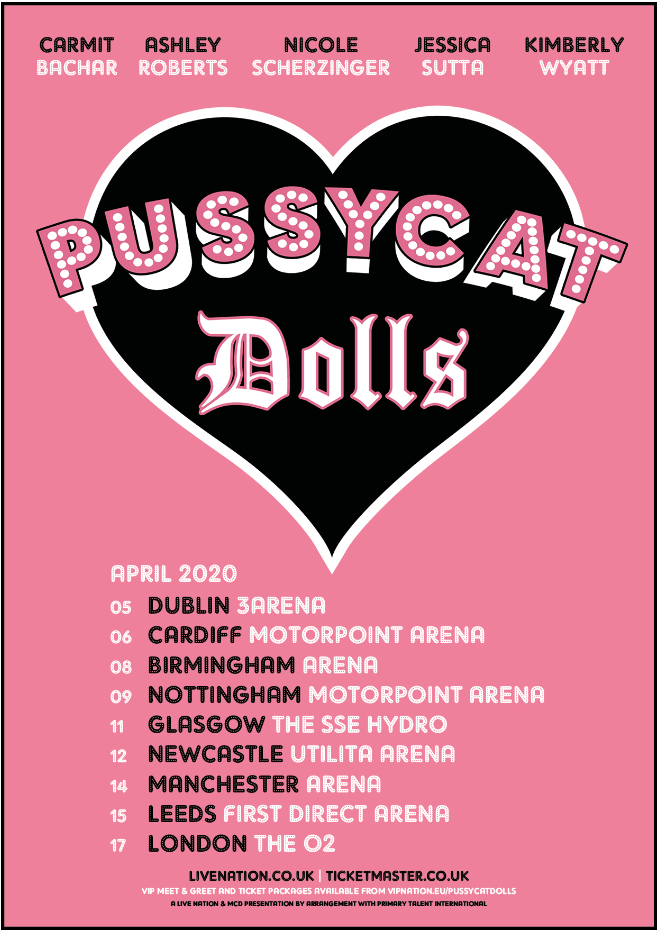 CARMIT ASHLEY NICOLE JESSICA KIMBERLY
BACHAR ROBERTS SCHERZINGER SUTTA WYATT
PUSSYCAT
Dolls
APRIL 2020
05 DUBLIN 3ARENA
06 CARDIFF MOTORPOINT ARENA
08 BIRMINGHAM ARENA
09 NOTTINGHAM MOTORPOINT ARENA
11 GLASGOW THE SSE HYDRO
12 NEWCASTLE UTILITA ARENA
14 MANCHESTER ARENA
15 LEEDS FIRST DIRECT ARENA
17 LONDON THE O2
LIVENATION.CO.UK | TICKETMASTER.CO.UK
VIP MEET & GREET AND TICKET PACKAGES AVAILABLE FROM VIPNATION.EU/PUSSYCATDOLLS
A LIVE NATION & MCD PRESENTATION BY ARRANGEMENT WITH PRIMARY TALENT INTERNATIONAL